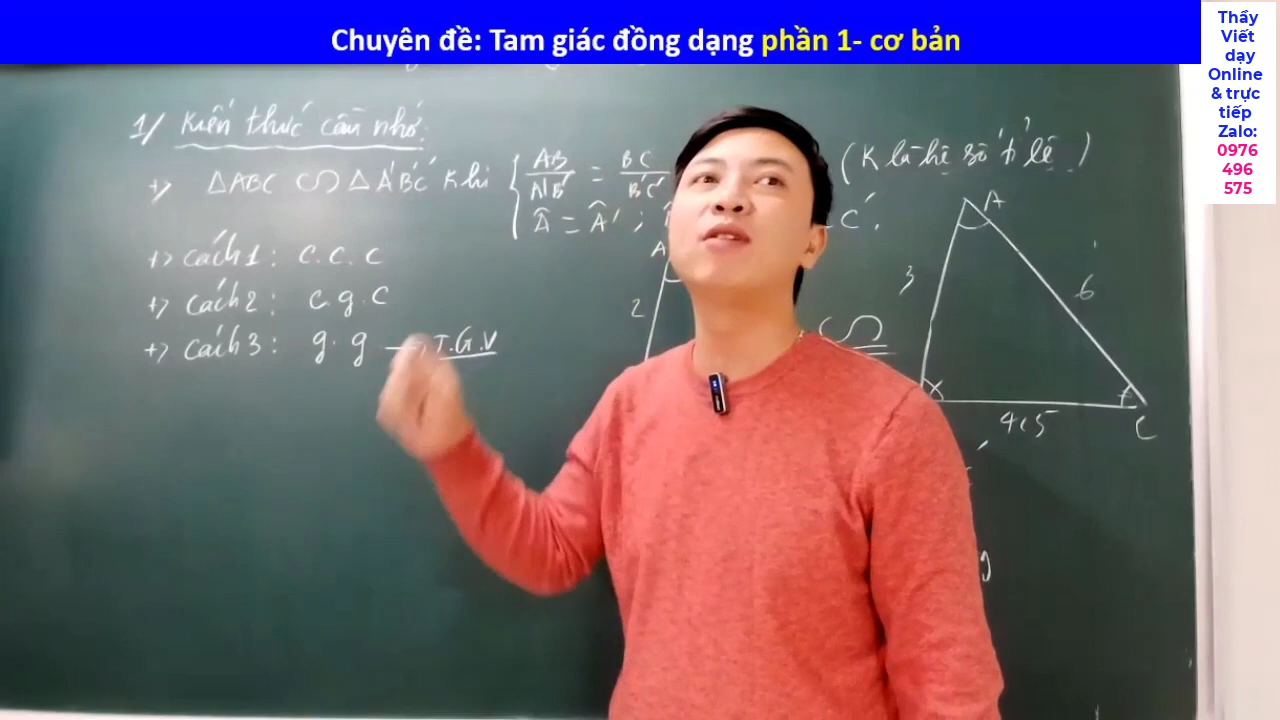 Chuyên đề: Tam giác đồng dạng phần 1- cơ bản
Thầy
Viết
dạy
Online
& trực
tiếp
Zalo:
0976
496
575
1/ Kiến thức cần nhớ:
+> ΔABC ∽ ΔA'B'C' Khi { AB/A'B' = BC/B'C' (K là hệ số tỉ lệ)
Â = Â' ; C'.
+> cách 1: c.c.c
+> cách 2: c.g.c
+> cách 3: g.g → T.G.V
A
2
∽
A
3
6
4,5
C